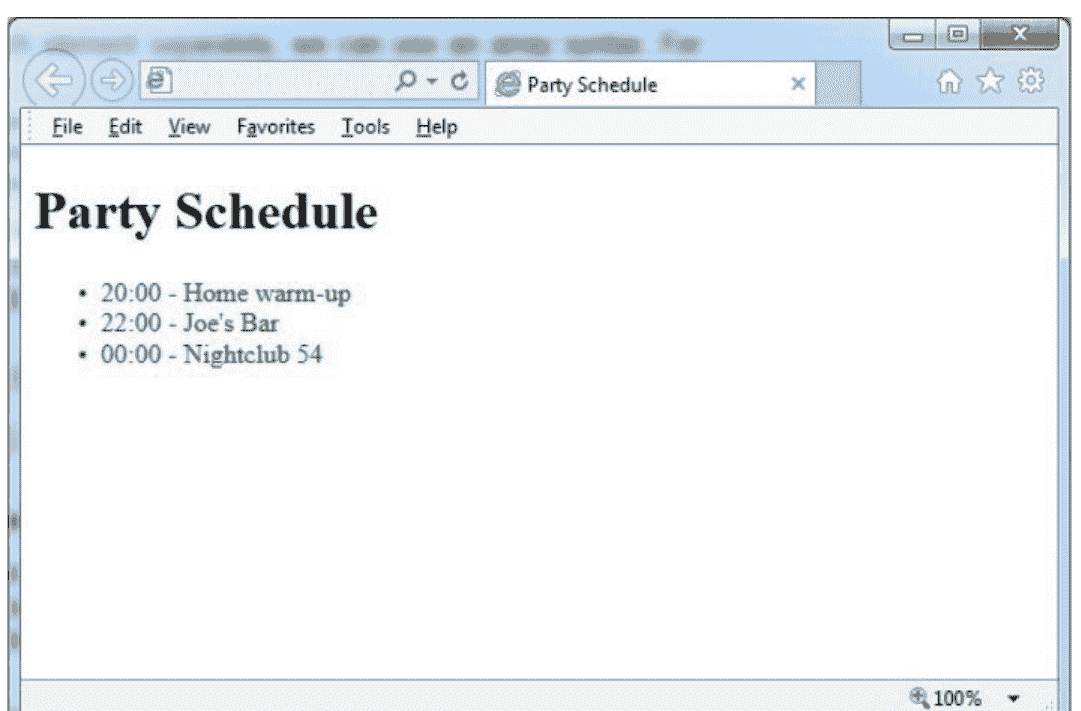 Party Schedule
File Edit View Favorites Tools Help
Party Schedule
• 20:00 - Home warm-up
• 22:00 - Joe's Bar
• 00:00 - Nightclub 54
100%